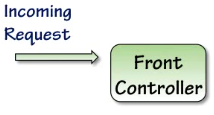 Incoming
Request
Front
Controller